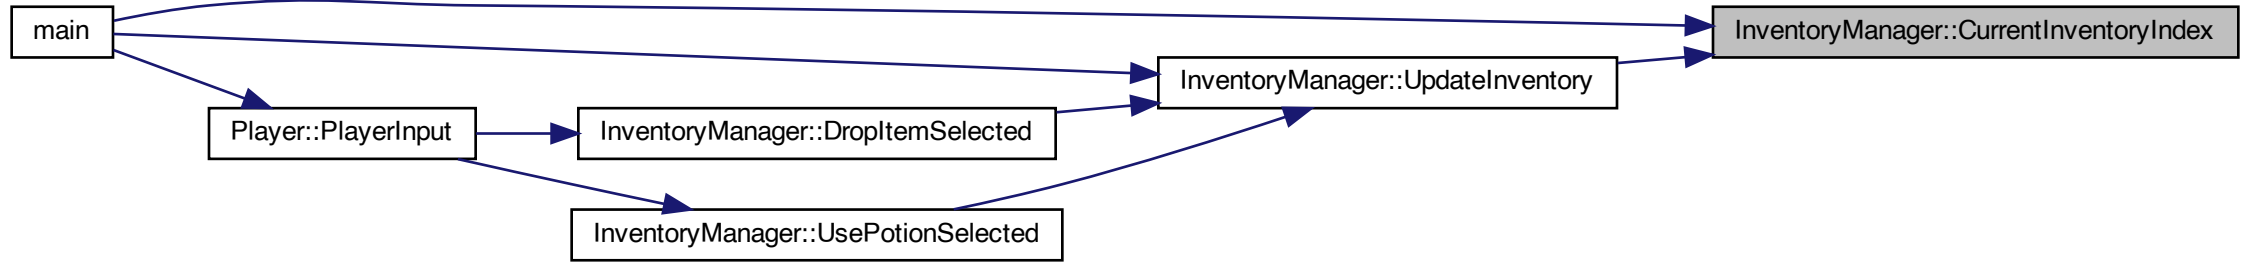 main
InventoryManager::CurrentInventoryIndex
InventoryManager::UpdateInventory
Player::PlayerInput
InventoryManager::DropItemSelected
InventoryManager::UsePotionSelected